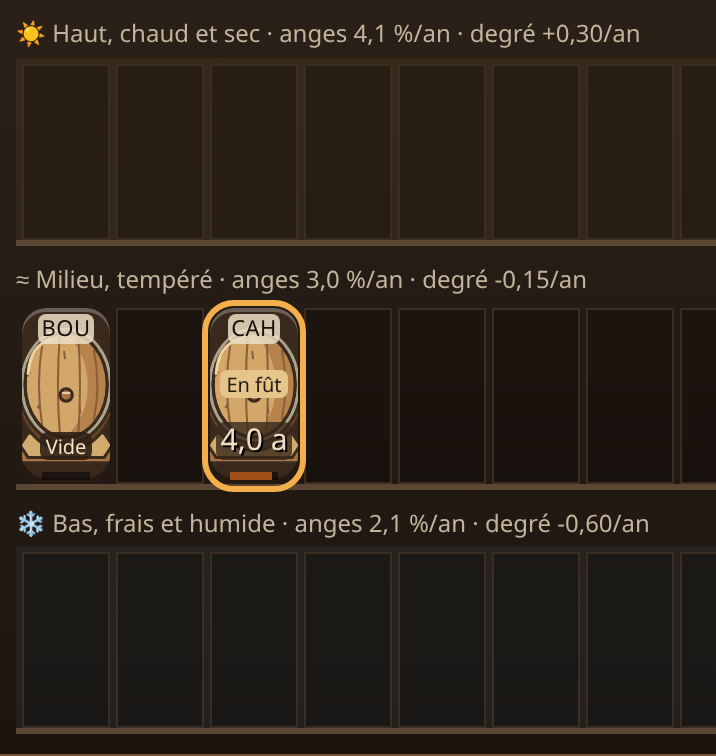 ☀️ Haut, chaud et sec · anges 4,1 %/an · degré +0,30/an
≈ Milieu, tempéré · anges 3,0 %/an · degré -0,15/an
BOU
Vide
CAH
En fût
4,0 a
❄️ Bas, frais et humide · anges 2,1 %/an · degré -0,60/an